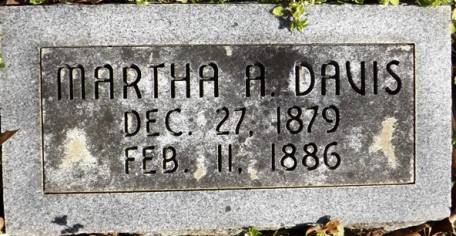 MARTHA A. DAVIS
DEC. 27, 1879
FEB. 11, 1886